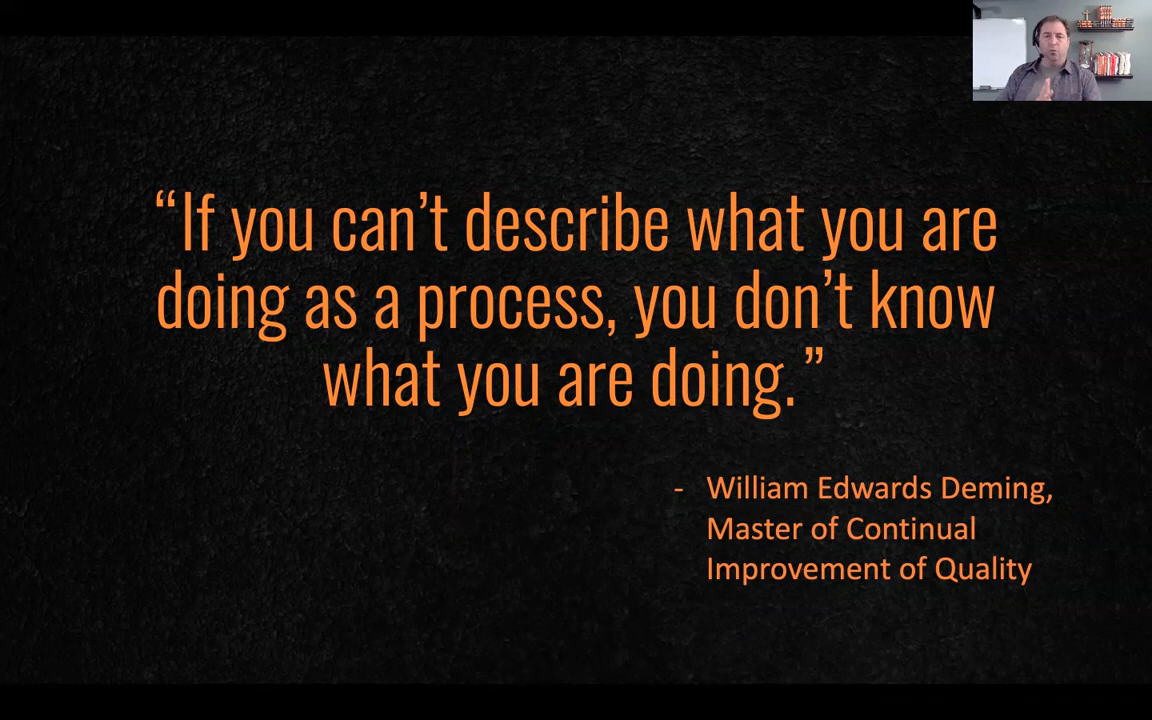 “If you can’t describe what you are
doing as a process, you don’t know
what you are doing.”
- William Edwards Deming,
Master of Continual
Improvement of Quality